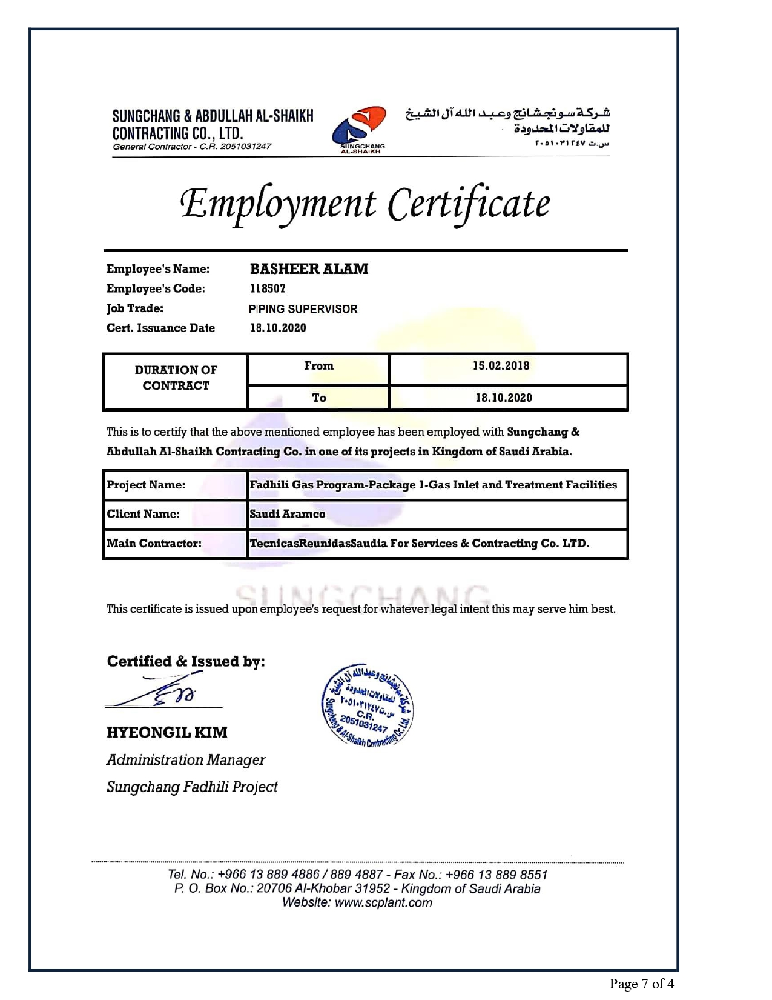 SUNGCHANG & ABDULLAH AL-SHAIKH
CONTRACTING CO., LTD.
General Contractor - C.R. 2051031247
SUNGCHANG
AL-SHAIKH
شركة سونجشانج وعبد الله آل الشيخ
للمقاولات المحدودة
س.ت ٢٠٥١٠٣١٢٤٧
Employment Certificate
Employee's Name: BASHEER ALAM
Employee's Code: 118507
Job Trade: PIPING SUPERVISOR
Cert. Issuance Date 18.10.2020
DURATION OF
CONTRACT
From 15.02.2018
To 18.10.2020
This is to certify that the above mentioned employee has been employed with Sungchang &
Abdullah Al-Shaikh Contracting Co. in one of its projects in Kingdom of Saudi Arabia.
Project Name: Fadhili Gas Program-Package 1-Gas Inlet and Treatment Facilities
Client Name: Saudi Aramco
Main Contractor: TecnicasReunidasSaudia For Services & Contracting Co. LTD.
SUNGCHANG
This certificate is issued upon employee's request for whatever legal intent this may serve him best.
Certified & Issued by:
شركة سونجشانج وعبدالله آل الشيخ
للمقاولات المحدودة
س.ت ٢٠٥١٠٣١٢٤٧
C.R.
2051031247
Sungchang & Al-Shaikh Contracting Co. Ltd.
HYEONGIL KIM
Administration Manager
Sungchang Fadhili Project
Tel. No.: +966 13 889 4886 / 889 4887 - Fax No.: +966 13 889 8551
P. O. Box No.: 20706 Al-Khobar 31952 - Kingdom of Saudi Arabia
Website: www.scplant.com
Page 7 of 4